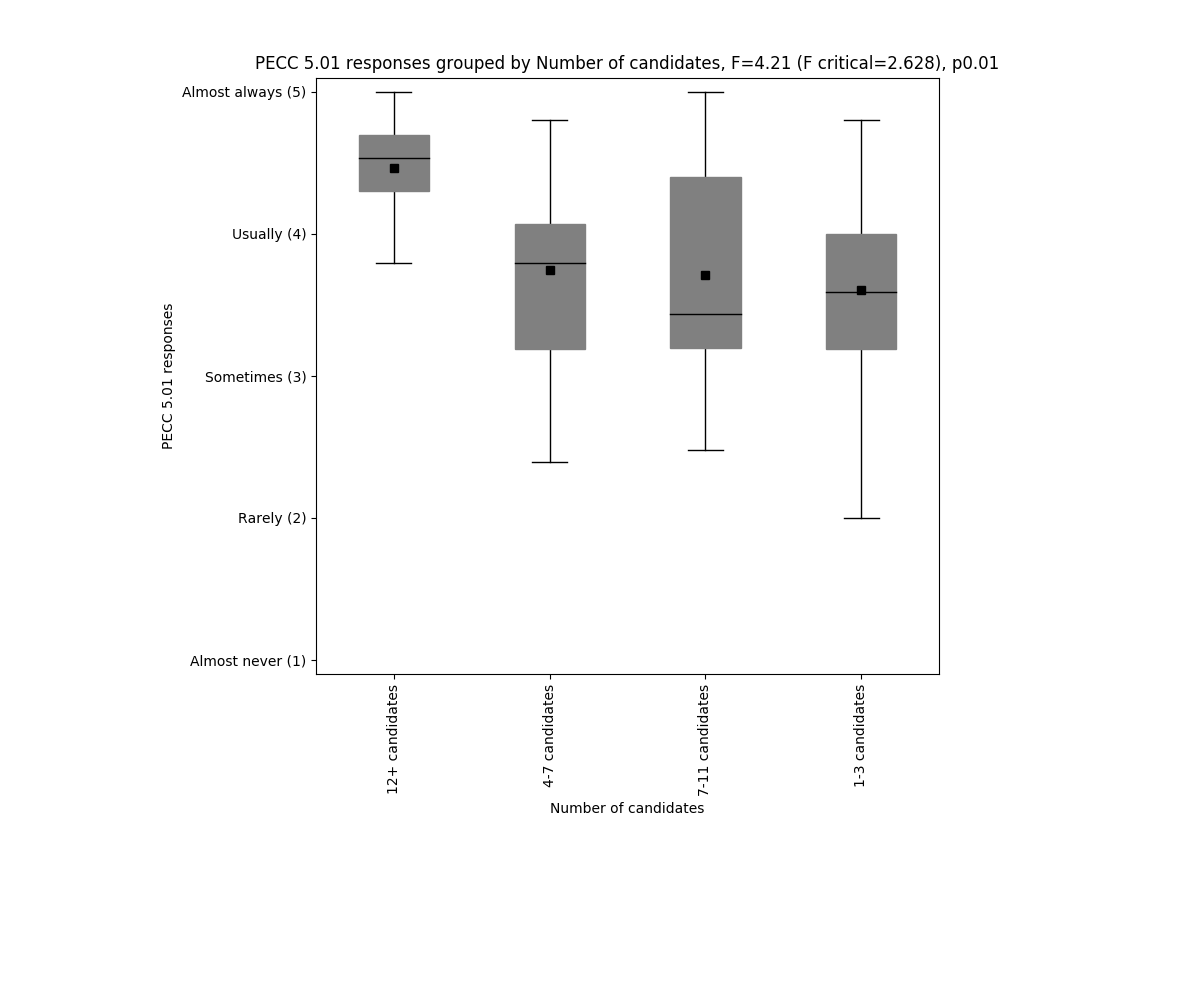 PECC 5.01 responses grouped by Number of candidates, F=4.21 (F critical=2.628), p0.01
Almost always (5)
Usually (4)
Sometimes (3)
Rarely (2)
Almost never (1)
PECC 5.01 responses
12+ candidates
4-7 candidates
7-11 candidates
1-3 candidates
Number of candidates